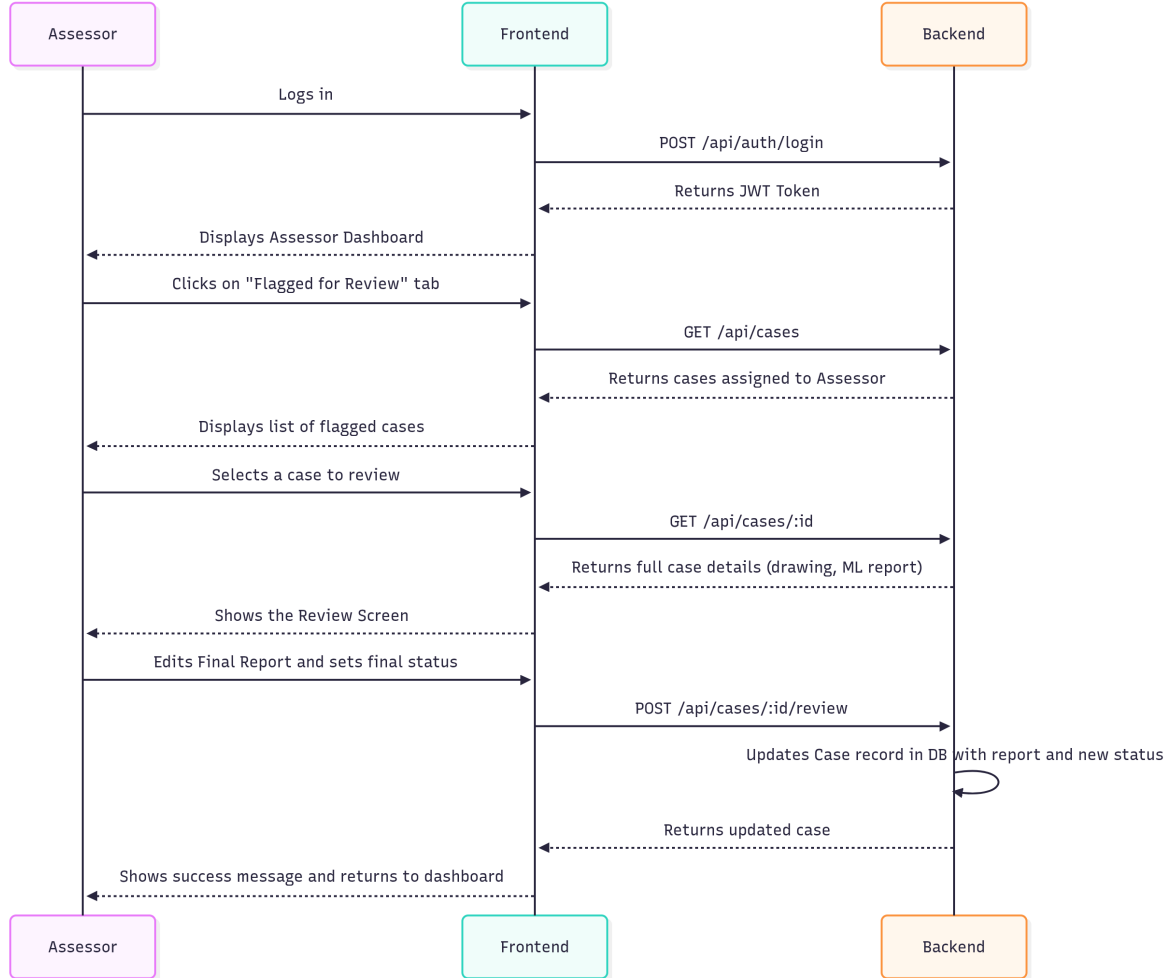 Assessor
Frontend
Backend
Logs in
POST /api/auth/login
Returns JWT Token
Displays Assessor Dashboard
Clicks on "Flagged for Review" tab
GET /api/cases
Returns cases assigned to Assessor
Displays list of flagged cases
Selects a case to review
GET /api/cases/:id
Returns full case details (drawing, ML report)
Shows the Review Screen
Edits Final Report and sets final status
POST /api/cases/:id/review
Updates Case record in DB with report and new status
Returns updated case
Shows success message and returns to dashboard
Assessor
Frontend
Backend